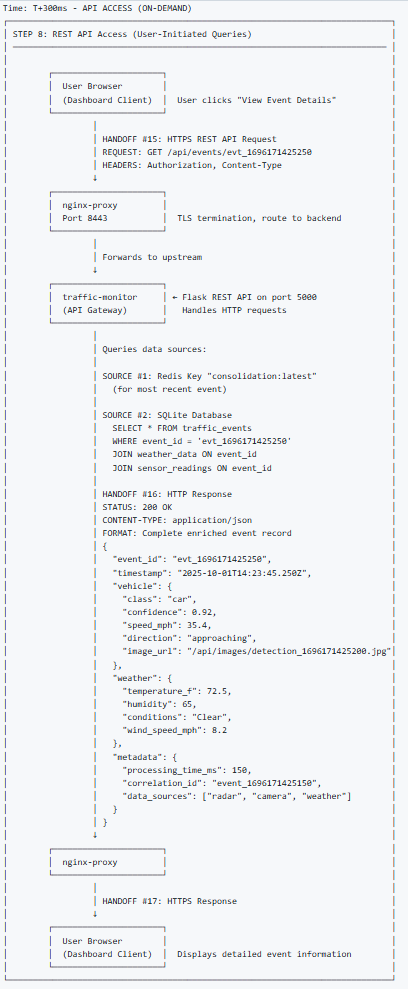 Time: T+300ms - API ACCESS (ON-DEMAND)
STEP 8: REST API Access (User-Initiated Queries)
User Browser
(Dashboard Client) User clicks "View Event Details"
HANDOFF #15: HTTPS REST API Request
REQUEST: GET /api/events/evt_1696171425250
HEADERS: Authorization, Content-Type
nginx-proxy
Port 8443 TLS termination, route to backend
Forwards to upstream
traffic-monitor ← Flask REST API on port 5000
(API Gateway) Handles HTTP requests
Queries data sources:
SOURCE #1: Redis Key "consolidation:latest"
(for most recent event)
SOURCE #2: SQLite Database
SELECT * FROM traffic_events
WHERE event_id = 'evt_1696171425250'
JOIN weather_data ON event_id
JOIN sensor_readings ON event_id
HANDOFF #16: HTTP Response
STATUS: 200 OK
CONTENT-TYPE: application/json
FORMAT: Complete enriched event record
{
"event_id": "evt_1696171425250",
"timestamp": "2025-10-01T14:23:45.250Z",
"vehicle": {
"class": "car",
"confidence": 0.92,
"speed_mph": 35.4,
"direction": "approaching",
"image_url": "/api/images/detection_1696171425200.jpg"
},
"weather": {
"temperature_f": 72.5,
"humidity": 65,
"conditions": "Clear",
"wind_speed_mph": 8.2
},
"metadata": {
"processing_time_ms": 150,
"correlation_id": "event_1696171425150",
"data_sources": ["radar", "camera", "weather"]
}
}
nginx-proxy
HANDOFF #17: HTTPS Response
User Browser
(Dashboard Client) Displays detailed event information